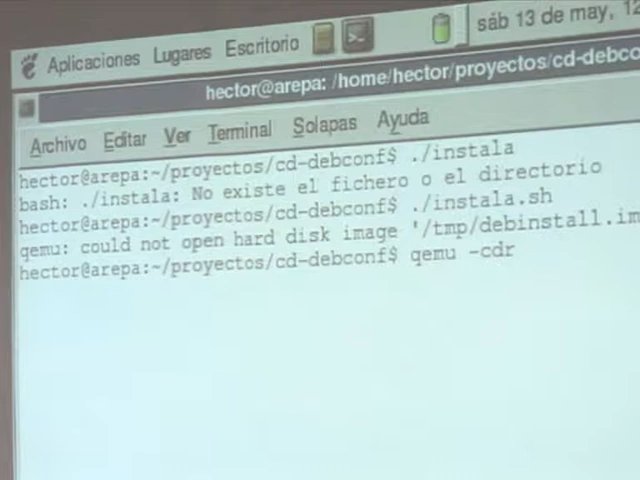 Aplicaciones Lugares Escritorio sáb 13 de may, 12
hector@arepa: /home/hector/proyectos/cd-debco
Archivo Editar Ver Terminal Solapas Ayuda
hector@arepa:~/proyectos/cd-debconf$ ./instala
bash: ./instala: No existe el fichero o el directorio
hector@arepa:~/proyectos/cd-debconf$ ./instala.sh
qemu: could not open hard disk image '/tmp/debinstall.im
hector@arepa:~/proyectos/cd-debconf$ qemu -cdr